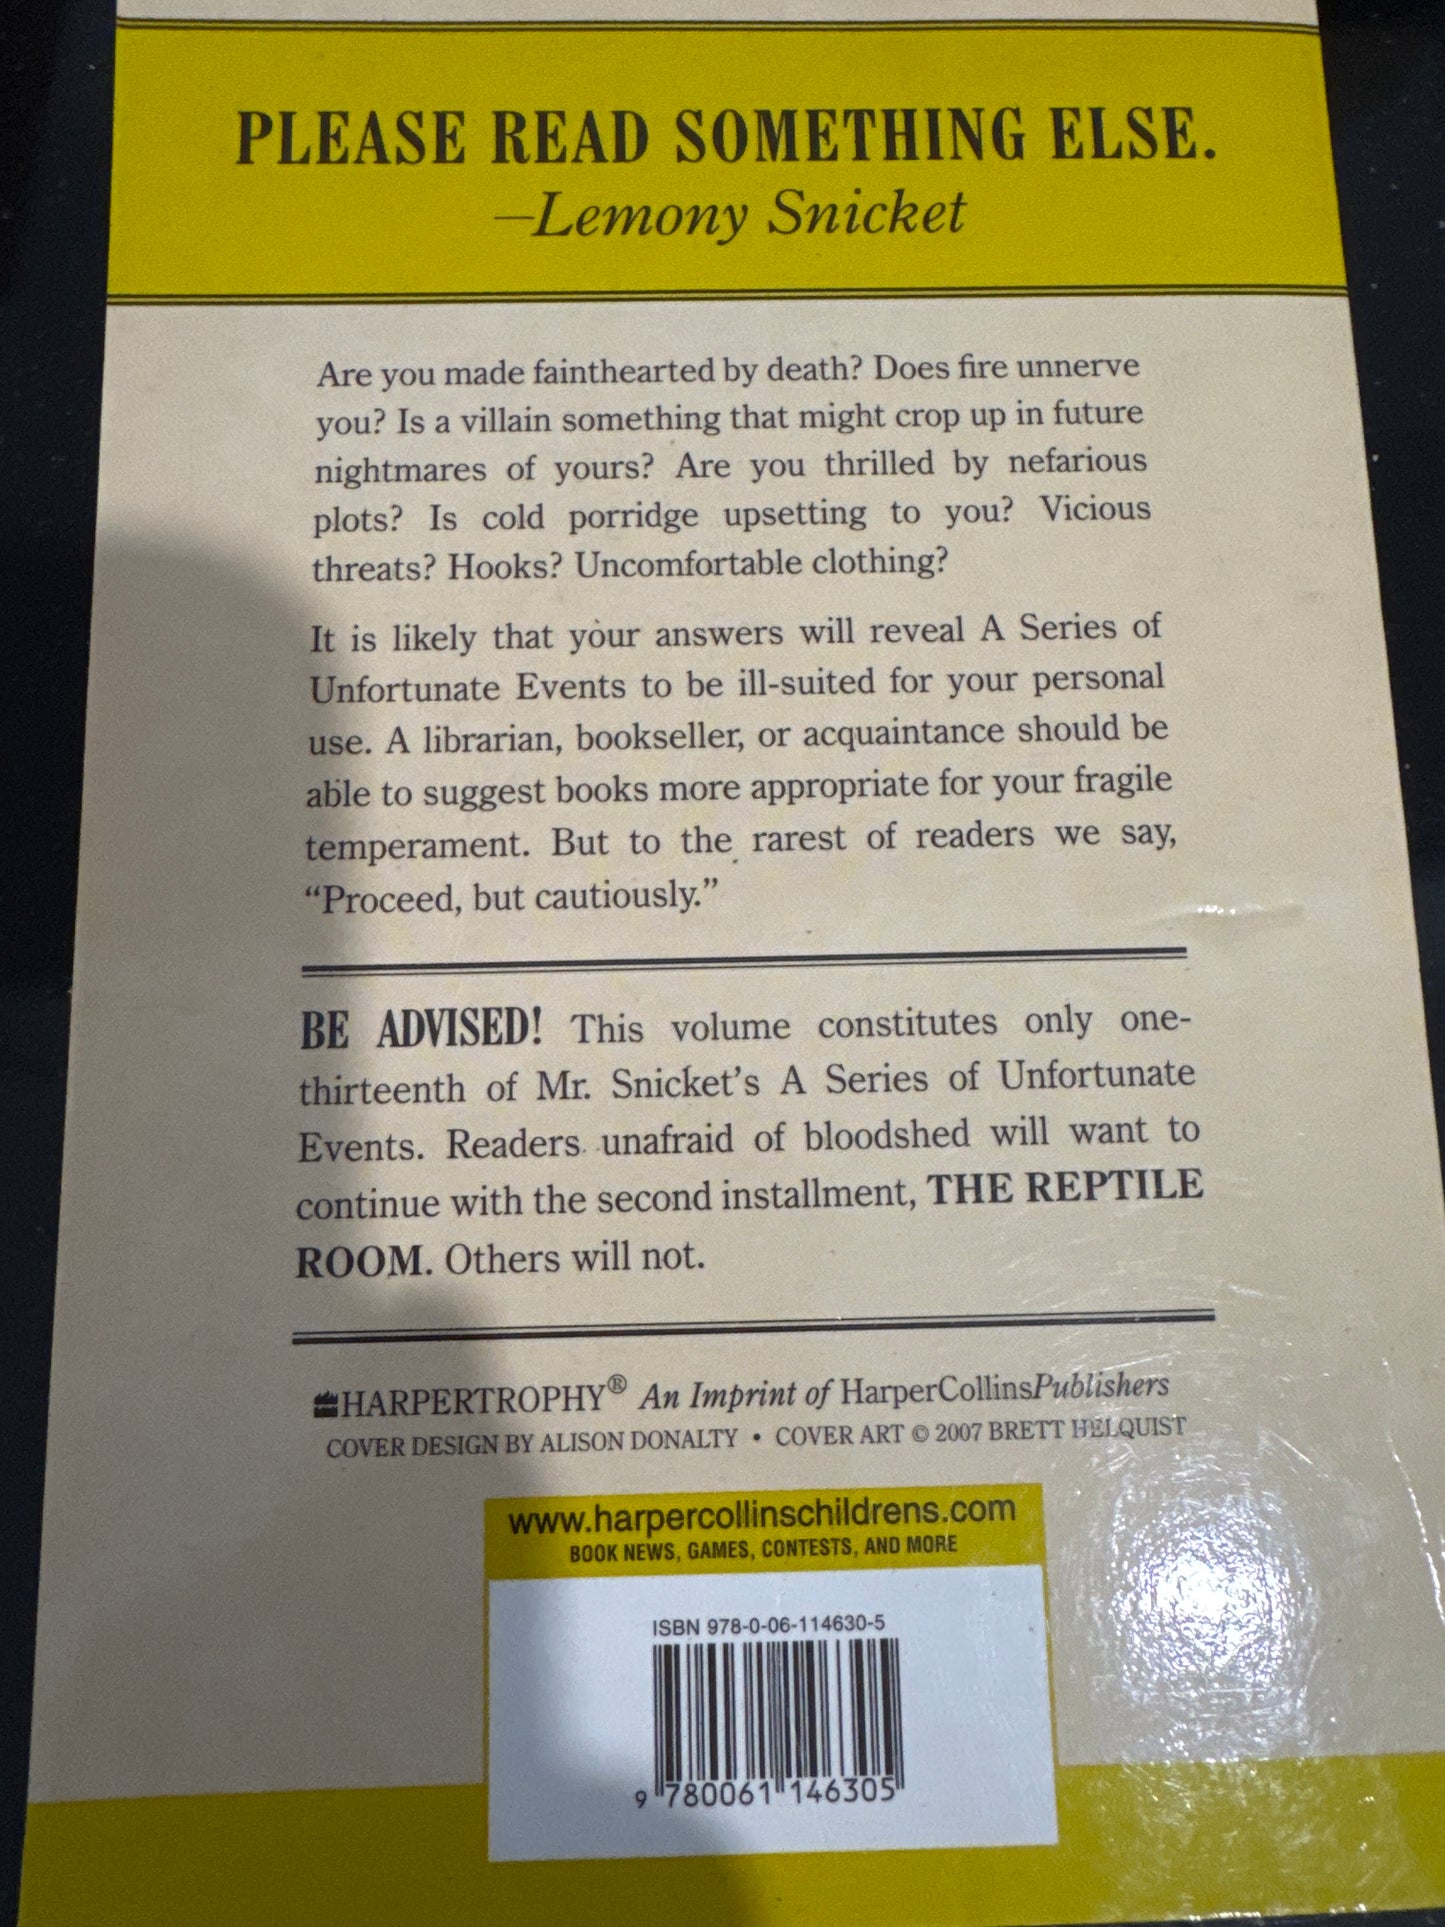 PLEASE READ SOMETHING ELSE.
—Lemony Snicket
Are you made fainthearted by death? Does fire unnerve
you? Is a villain something that might crop up in future
nightmares of yours? Are you thrilled by nefarious
plots? Is cold porridge upsetting to you? Vicious
threats? Hooks? Uncomfortable clothing?
It is likely that your answers will reveal A Series of
Unfortunate Events to be ill-suited for your personal
use. A librarian, bookseller, or acquaintance should be
able to suggest books more appropriate for your fragile
temperament. But to the rarest of readers we say,
“Proceed, but cautiously.”
BE ADVISED! This volume constitutes only one-
thirteenth of Mr. Snicket’s A Series of Unfortunate
Events. Readers unafraid of bloodshed will want to
continue with the second installment, THE REPTILE
ROOM. Others will not.
HARPERTROPHY® An Imprint of HarperCollinsPublishers
COVER DESIGN BY ALISON DONALTY • COVER ART © 2007 BRETT HELQUIST
www.harpercollinschildrens.com
BOOK NEWS, GAMES, CONTESTS, AND MORE
ISBN 978-0-06-114630-5
9 780061 146305